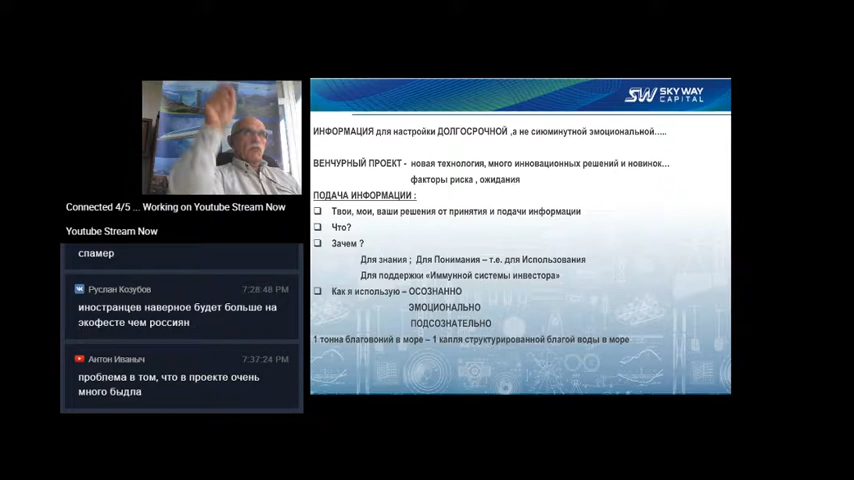 SW SKY WAY
CAPITAL
ИНФОРМАЦИЯ для настройки ДОЛГОСРОЧНОЙ ,а не сиюминутной эмоциональной…..
ВЕНЧУРНЫЙ ПРОЕКТ - новая технология, много инновационных решений и новинок…
факторы риска , ожидания
ПОДАЧА ИНФОРМАЦИИ :
Твои, мои, ваши решения от принятия и подачи информации
Что?
Зачем ?
Для знания ; Для Понимания – т.е. для Использования
Для поддержки «Иммунной системы инвестора»
Как я использую – ОСОЗНАННО
ЭМОЦИОНАЛЬНО
ПОДСОЗНАТЕЛЬНО
1 тонна благовоний в море – 1 капля структурированной благой воды в море
Connected 4/5 ... Working on Youtube Stream Now
Youtube Stream Now
спамер
Руслан Козубов 7:28:48 PM
иностранцев наверное будет больше на
экофесте чем россиян
Антон Иваныч 7:37:24 PM
проблема в том, что в проекте очень
много быдла